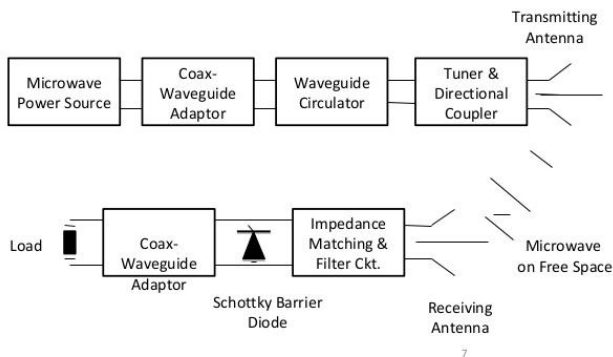 Transmitting
Antenna
Microwave
Power Source
Coax-
Waveguide
Adaptor
Waveguide
Circulator
Tuner &
Directional
Coupler
Load
Coax-
Waveguide
Adaptor
Schottky Barrier
Diode
Impedance
Matching &
Filter Ckt.
Receiving
Antenna
Microwave
on Free Space
7